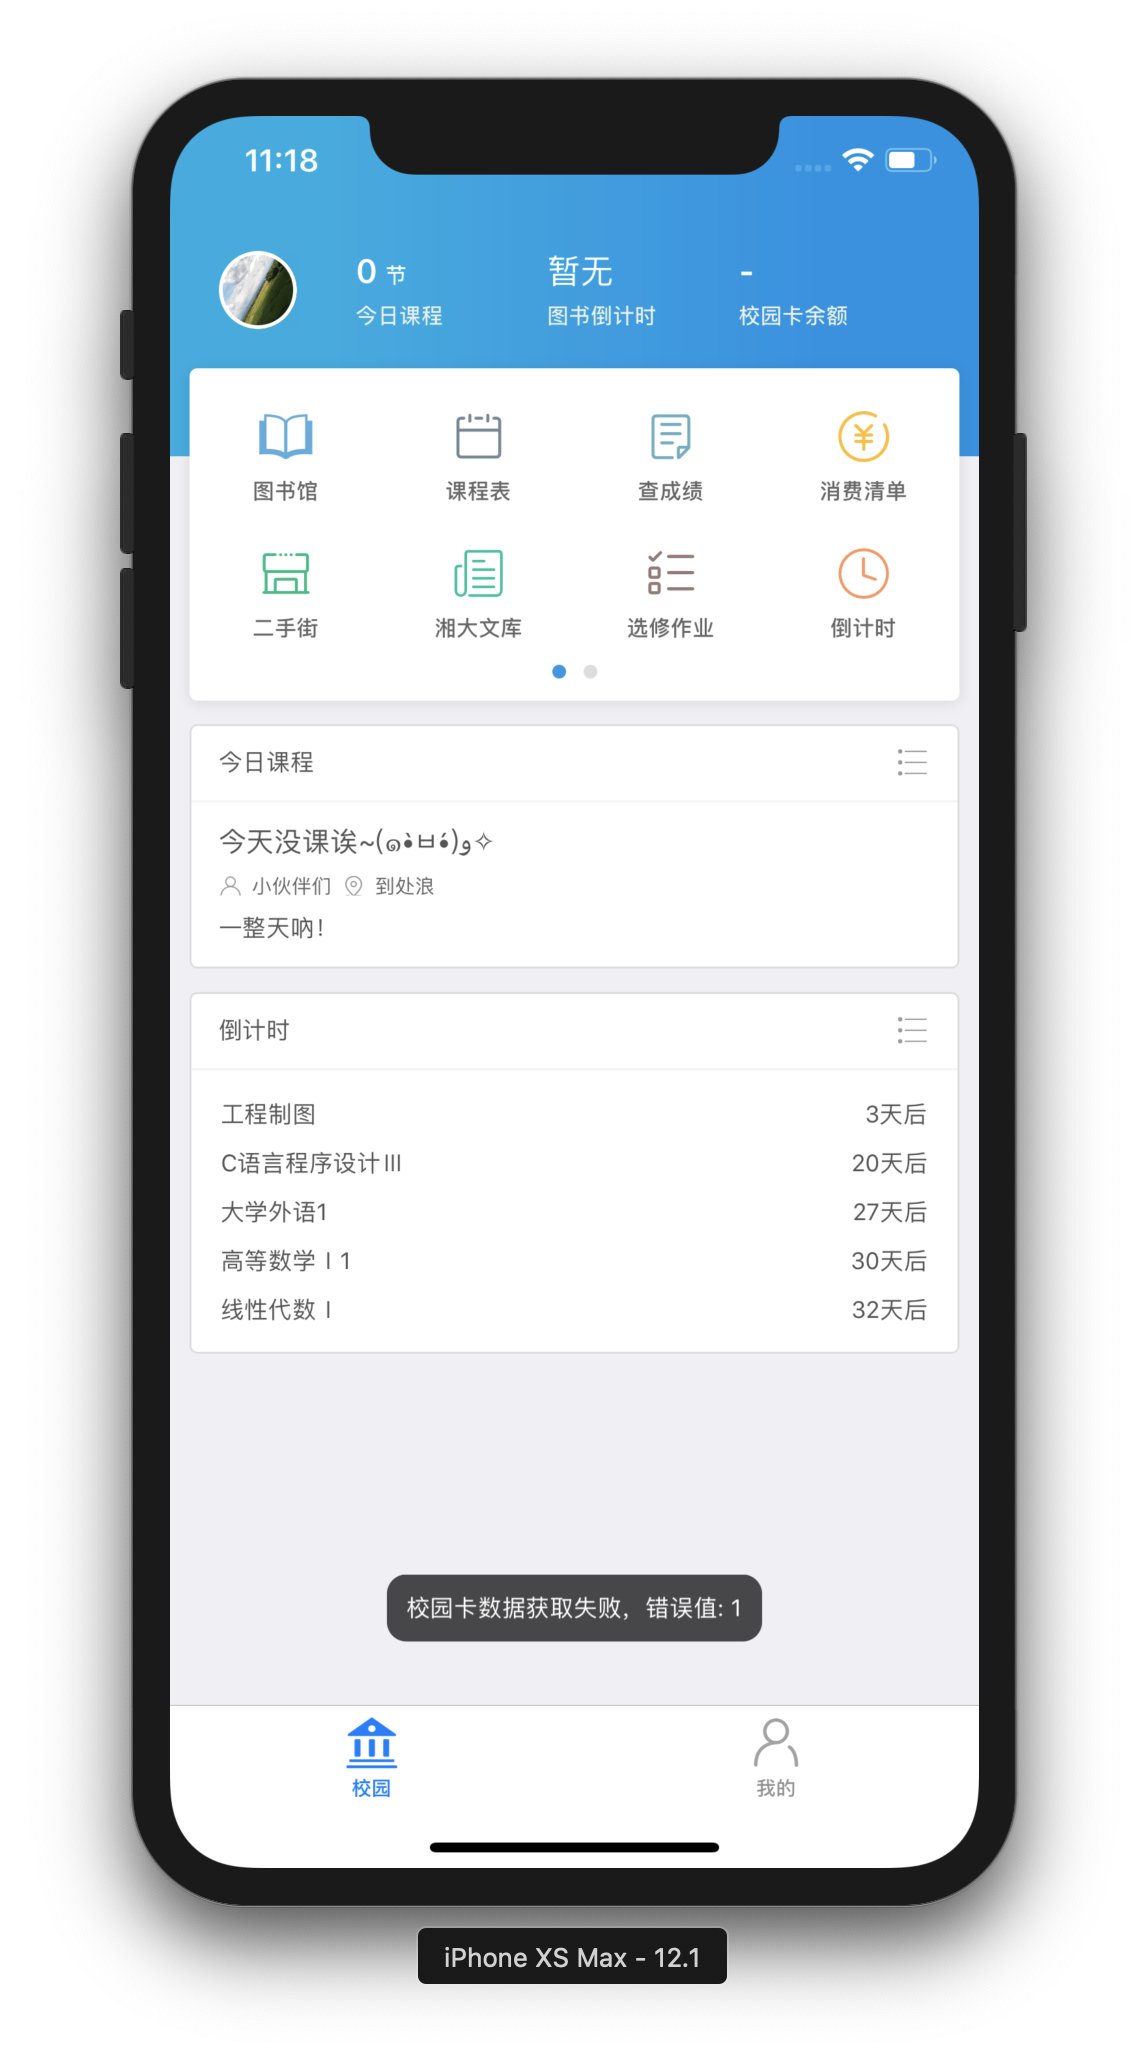 11:18
0 节
暂无
-
今日课程
图书倒计时
校园卡余额
图书馆
课程表
查成绩
消费清单
二手街
湘大文库
选修作业
倒计时
今日课程
今天没课诶~(๑•̀ㅂ•́)و✧
小伙伴们 到处浪
一整天呐!
倒计时
工程制图 3天后
C语言程序设计Ⅲ 20天后
大学外语1 27天后
高等数学Ⅰ1 30天后
线性代数Ⅰ 32天后
校园卡数据获取失败，错误值: 1
校园
我的
iPhone XS Max - 12.1